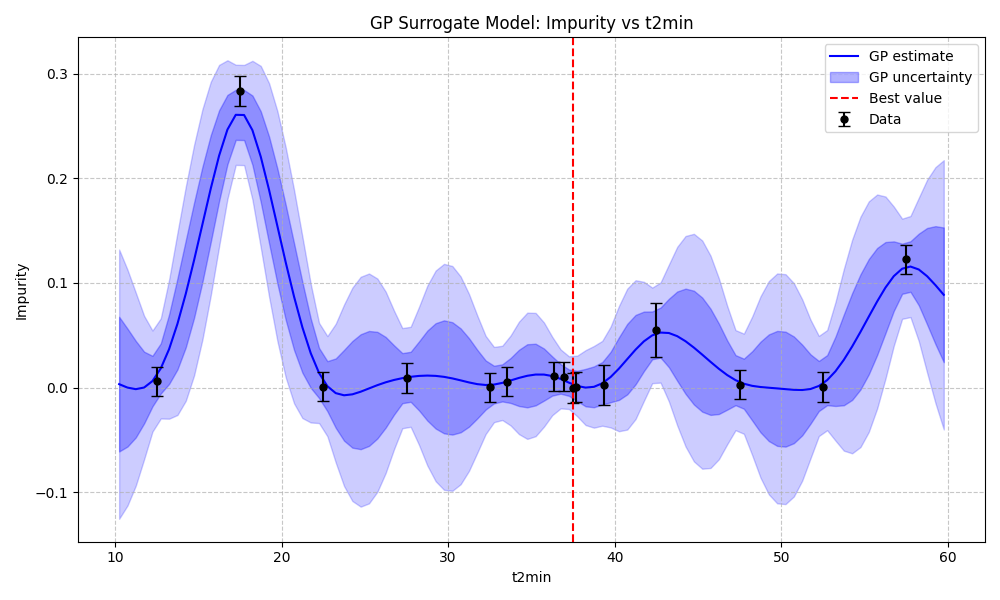 GP Surrogate Model: Impurity vs t2min
GP estimate
GP uncertainty
Best value
Data
Impurity
0.3
0.2
0.1
0.0
−0.1
10 20 30 40 50 60
t2min